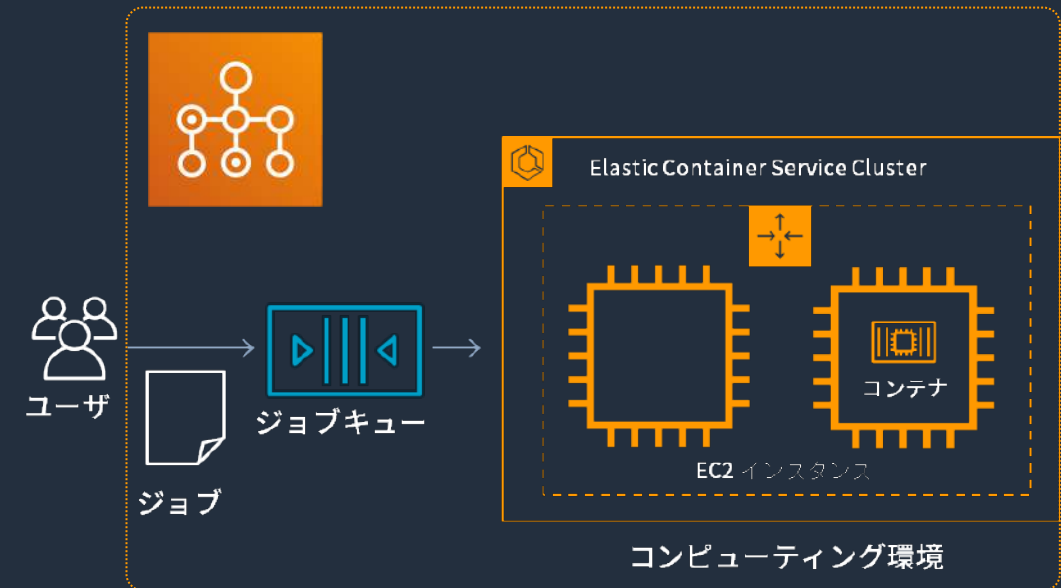 Elastic Container Service Cluster
コンテナ
ユーザ
ジョブキュー
EC2 インスタンス
ジョブ
コンピューティング環境